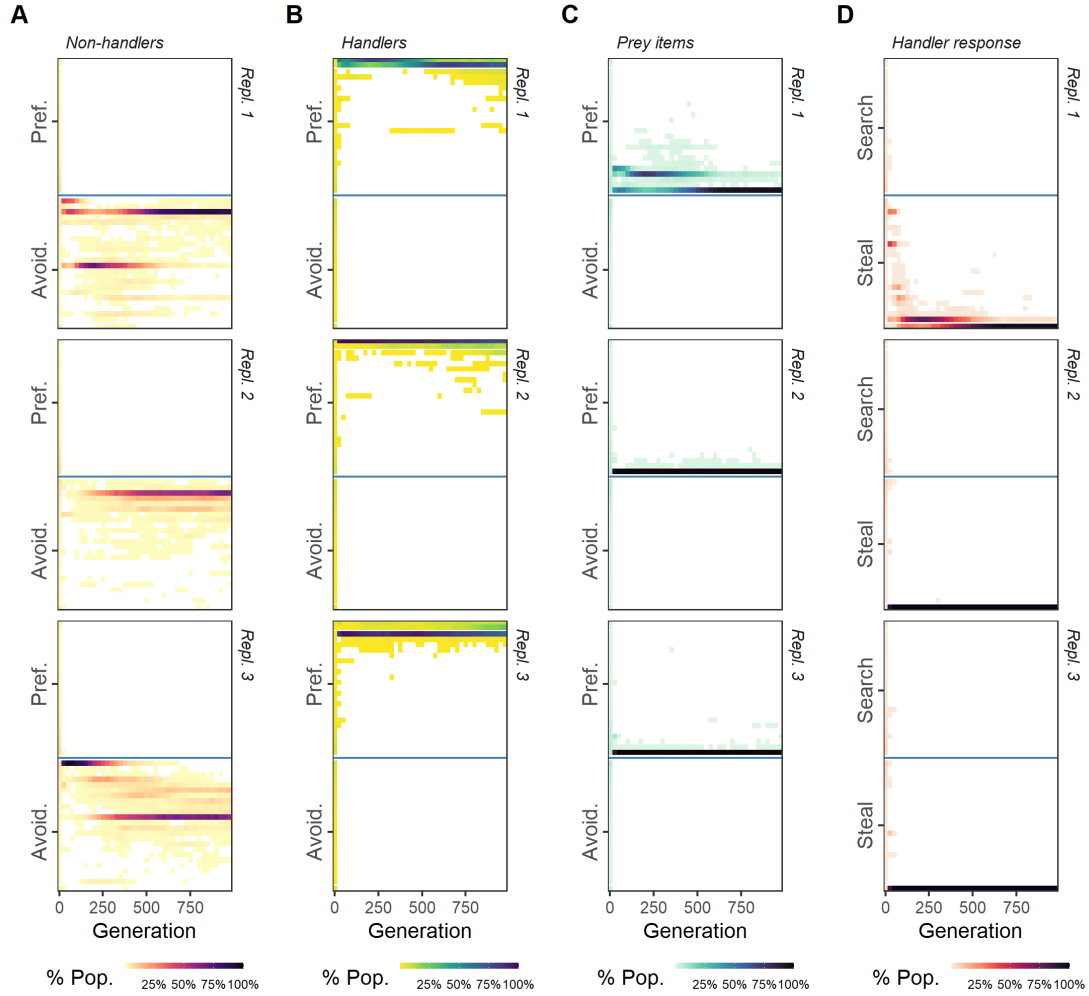 A B C D
Non-handlers Handlers Prey items Handler response
Pref. Avoid. Repl. 1 Pref. Avoid. Repl. 1 Pref. Avoid. Repl. 1 Search Steal Repl. 1
Pref. Avoid. Repl. 2 Pref. Avoid. Repl. 2 Pref. Avoid. Repl. 2 Search Steal Repl. 2
Pref. Avoid. Repl. 3 Pref. Avoid. Repl. 3 Pref. Avoid. Repl. 3 Search Steal Repl. 3
0 250 500 750 0 250 500 750 0 250 500 750 0 250 500 750
Generation Generation Generation Generation
% Pop. 25% 50% 75% 100% % Pop. 25% 50% 75% 100% % Pop. 25% 50% 75% 100% % Pop. 25% 50% 75% 100%